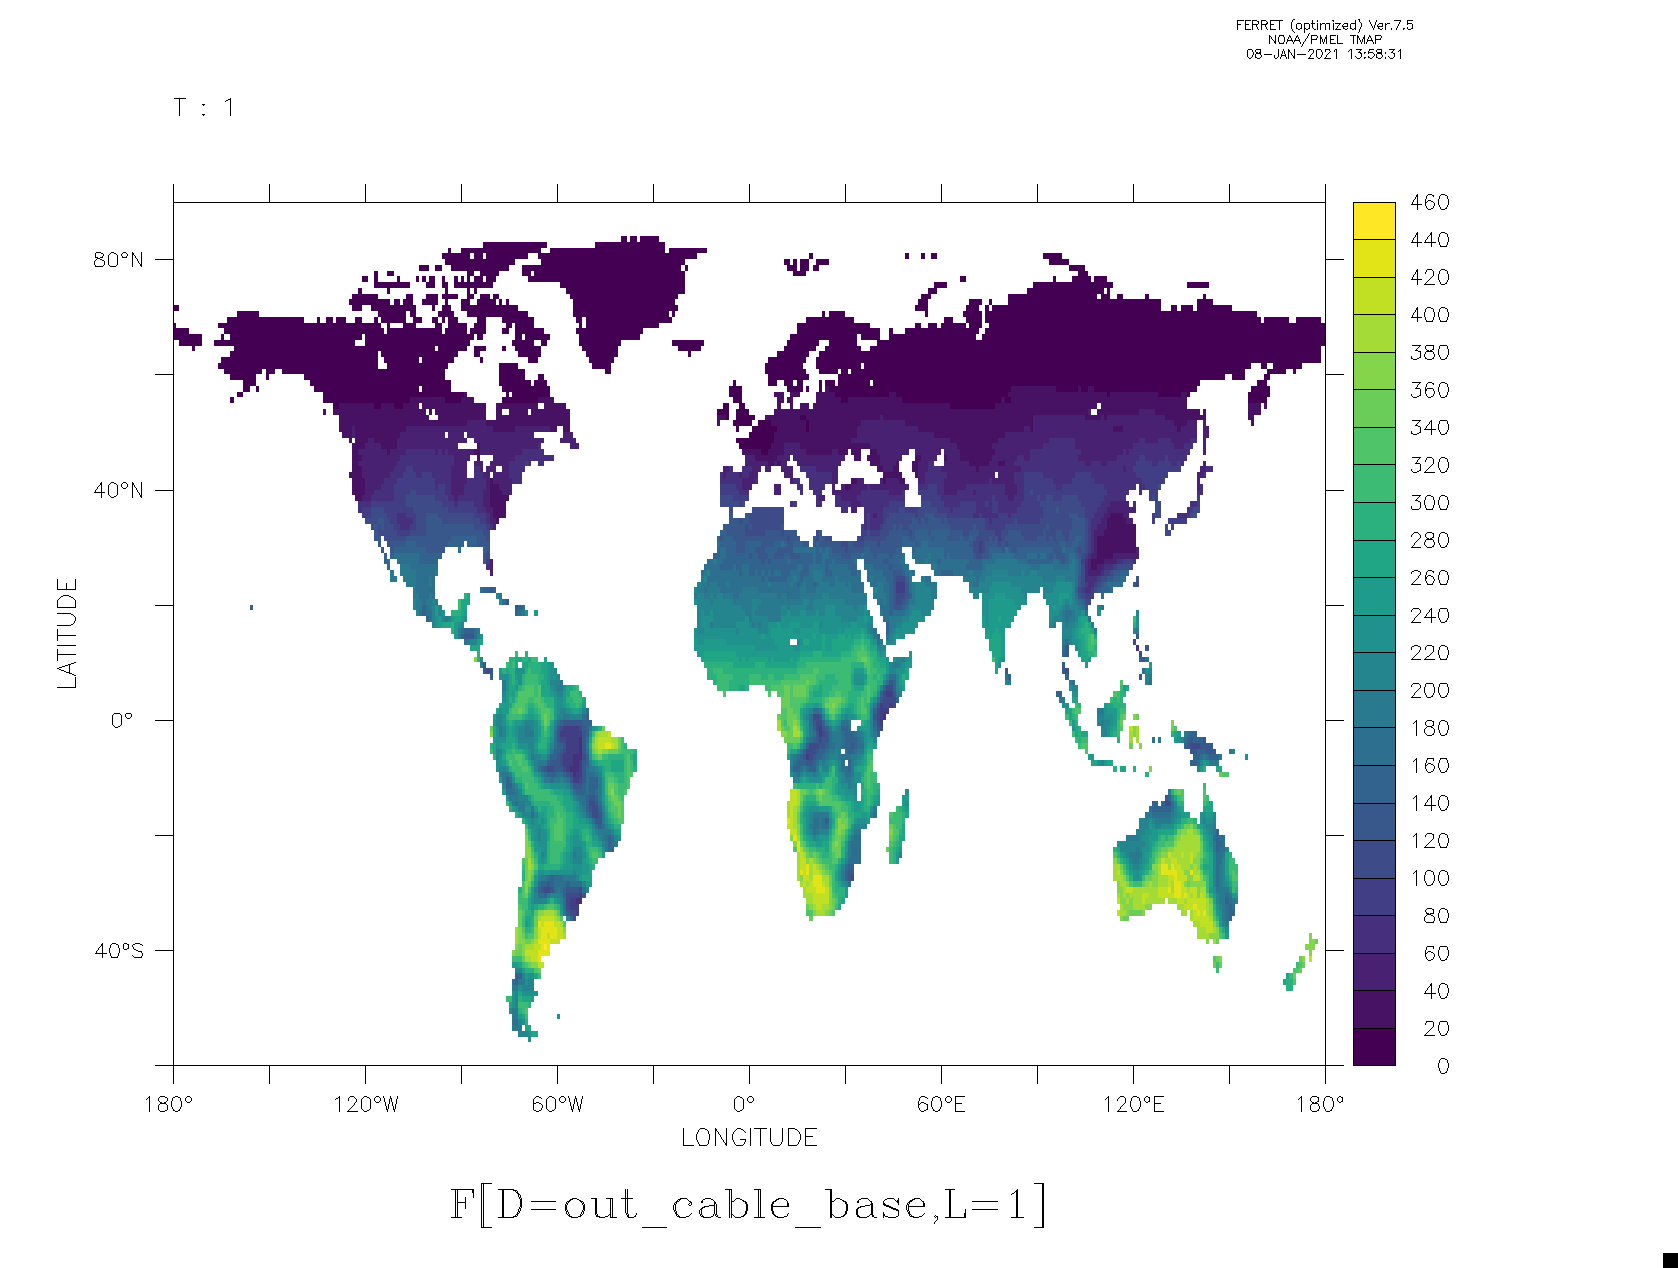 FERRET (optimized) Ver.7.5
NOAA/PMEL TMAP
08-JAN-2021 13:58:31
T : 1
460
440
420
400
380
360
340
320
300
280
260
240
220
200
180
160
140
120
100
80
60
40
20
0
80°N
40°N
0°
40°S
LATITUDE
180° 120°W 60°W 0° 60°E 120°E 180°
LONGITUDE
F[D=out_cable_base,L=1]